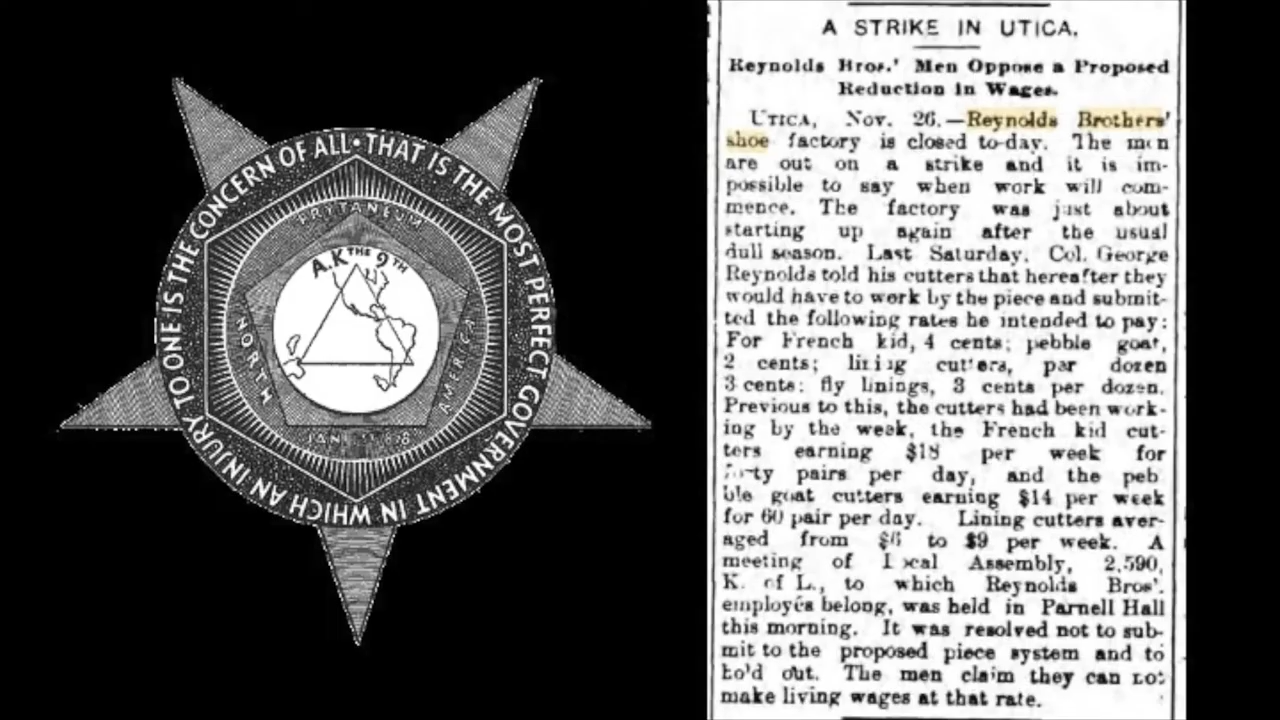 THAT IS THE MOST PERFECT GOVERNMENT IN WHICH AN INJURY TO ONE IS THE CONCERN OF ALL •
PRYTANEUM
A.K THE 9TH
NORTH
AMERICA
A STRIKE IN UTICA.
Reynolds Bros.' Men Oppose a Proposed
Reduction in Wages.
UTICA, Nov. 26.—Reynolds Brothers'
shoe factory is closed to-day. The men
are out on a strike and it is im-
possible to say when work will com-
mence. The factory was just about
starting up again after the usual
dull season. Last Saturday, Col. George
Reynolds told his cutters that hereafter they
would have to work by the piece and submit-
ted the following rates he intended to pay:
For French kid, 4 cents; pebble goat,
2 cents; lining cutters, par dozen
3 cents; fly linings, 3 cents per dozen.
Previous to this, the cutters had been work-
ing by the week, the French kid cut-
ters earning $18 per week for
forty pairs per day, and the peb
ble goat cutters earning $14 per week
for 60 pair per day. Lining cutters aver-
aged from $6 to $9 per week. A
meeting of Local Assembly, 2,590,
K. of L., to which Reynolds Bros'.
employés belong, was held in Parnell Hall
this morning. It was resolved not to sub-
mit to the proposed piece system and to
ho'd out. The men claim they can not
make living wages at that rate.